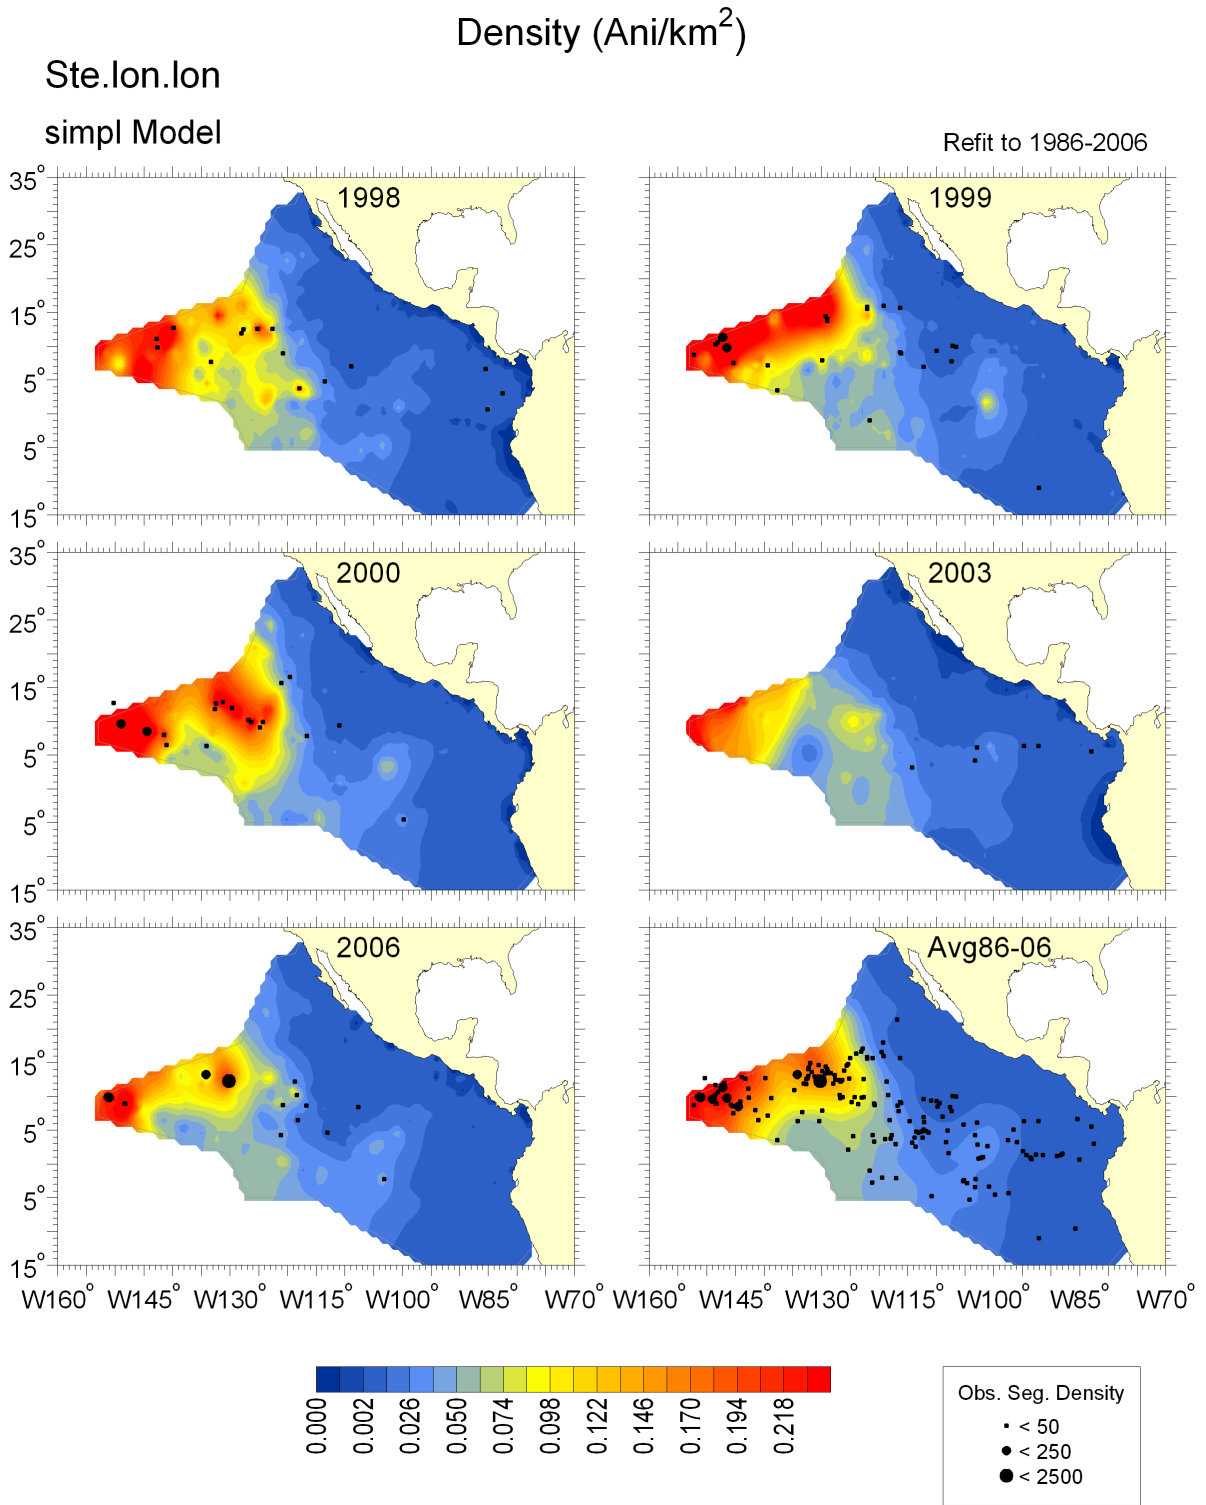 Density (Ani/km²)
Ste.lon.lon
simpl Model
Refit to 1986-2006
1998
35°
25°
15°
5°
5°
15°
1999
2000
35°
25°
15°
5°
5°
15°
2003
2006
35°
25°
15°
5°
5°
15°
Avg86-06
W160° W145° W130° W115° W100° W85° W70°
W160° W145° W130° W115° W100° W85° W70°
0.000 0.002 0.026 0.050 0.074 0.098 0.122 0.146 0.170 0.194 0.218
Obs. Seg. Density
< 50
< 250
< 2500